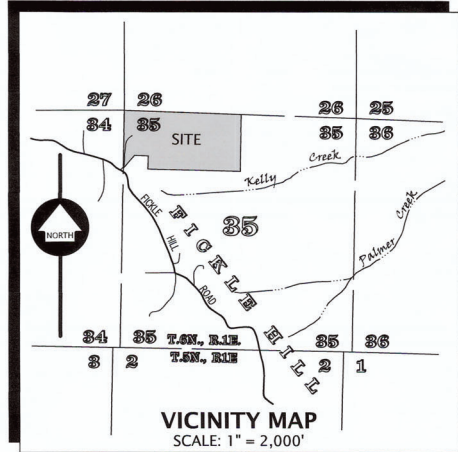 27 26
26 25
34 35
35 36
SITE
Kelly Creek
FICKLE HILL ROAD
35
FICKLE HILL
Palmer Creek
NORTH
34 35 T.6N., R.1E.
35 36
3 2 T.5N., R1E
2 1
VICINITY MAP
SCALE: 1" = 2,000'